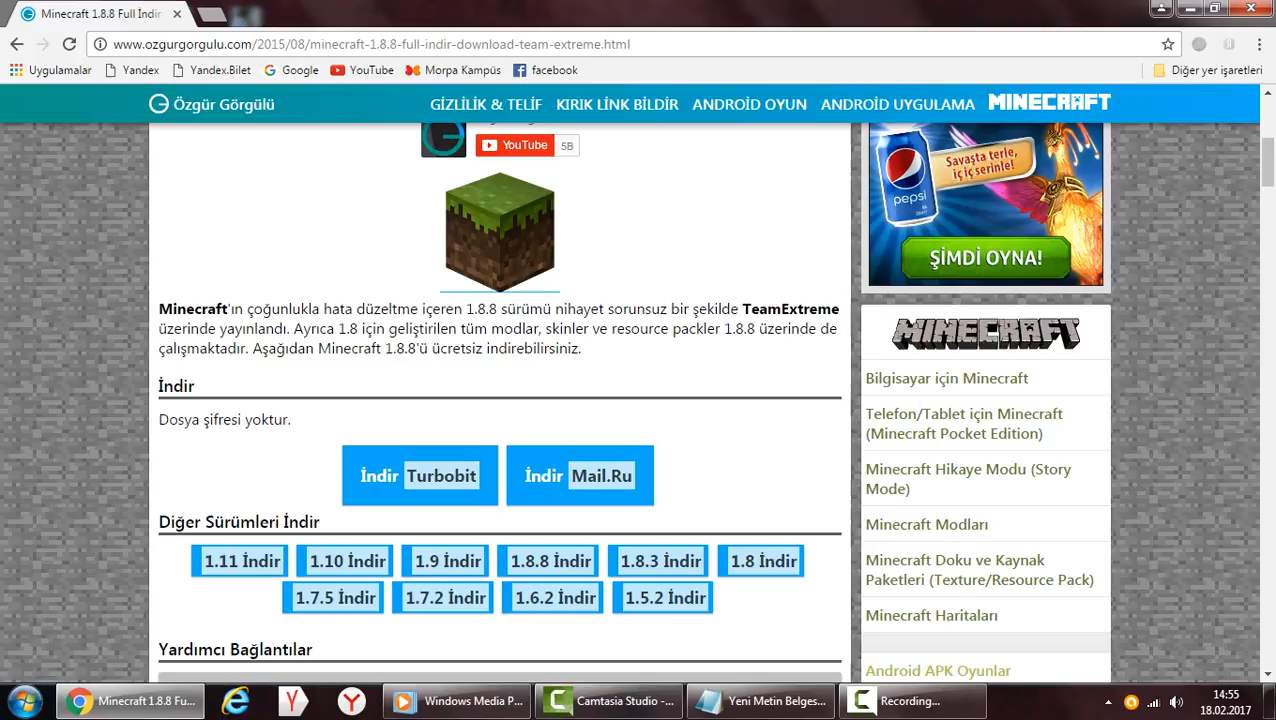 Minecraft 1.8.8 Full İndir
www.ozgurgorgulu.com/2015/08/minecraft-1.8.8-full-indir-download-team-extreme.html
Uygulamalar Yandex Yandex.Bilet Google YouTube Morpa Kampüs facebook Diğer yer işaretleri
Özgür Görgülü GİZLİLİK & TELİF KIRIK LİNK BİLDİR ANDROİD OYUN ANDROİD UYGULAMA MINECRAFT
YouTube 5B
Minecraft'ın çoğunlukla hata düzeltme içeren 1.8.8 sürümü nihayet sorunsuz bir şekilde TeamExtreme
üzerinde yayınlandı. Ayrıca 1.8 için geliştirilen tüm modlar, skinler ve resource packler 1.8.8 üzerinde de
çalışmaktadır. Aşağıdan Minecraft 1.8.8'ü ücretsiz indirebilirsiniz.
İndir
Dosya şifresi yoktur.
İndir Turbobit İndir Mail.Ru
Diğer Sürümleri İndir
1.11 İndir 1.10 İndir 1.9 İndir 1.8.8 İndir 1.8.3 İndir 1.8 İndir
1.7.5 İndir 1.7.2 İndir 1.6.2 İndir 1.5.2 İndir
Yardımcı Bağlantılar
Savaşta terle,
iç iç serinle!
pepsi
ŞİMDİ OYNA!
MINECRAFT
Bilgisayar için Minecraft
Telefon/Tablet için Minecraft
(Minecraft Pocket Edition)
Minecraft Hikaye Modu (Story
Mode)
Minecraft Modları
Minecraft Doku ve Kaynak
Paketleri (Texture/Resource Pack)
Minecraft Haritaları
Android APK Oyunlar
Minecraft 1.8.8 Fu... Windows Media P... Camtasia Studio -... Yeni Metin Belges... Recording...
14:55
18.02.2017